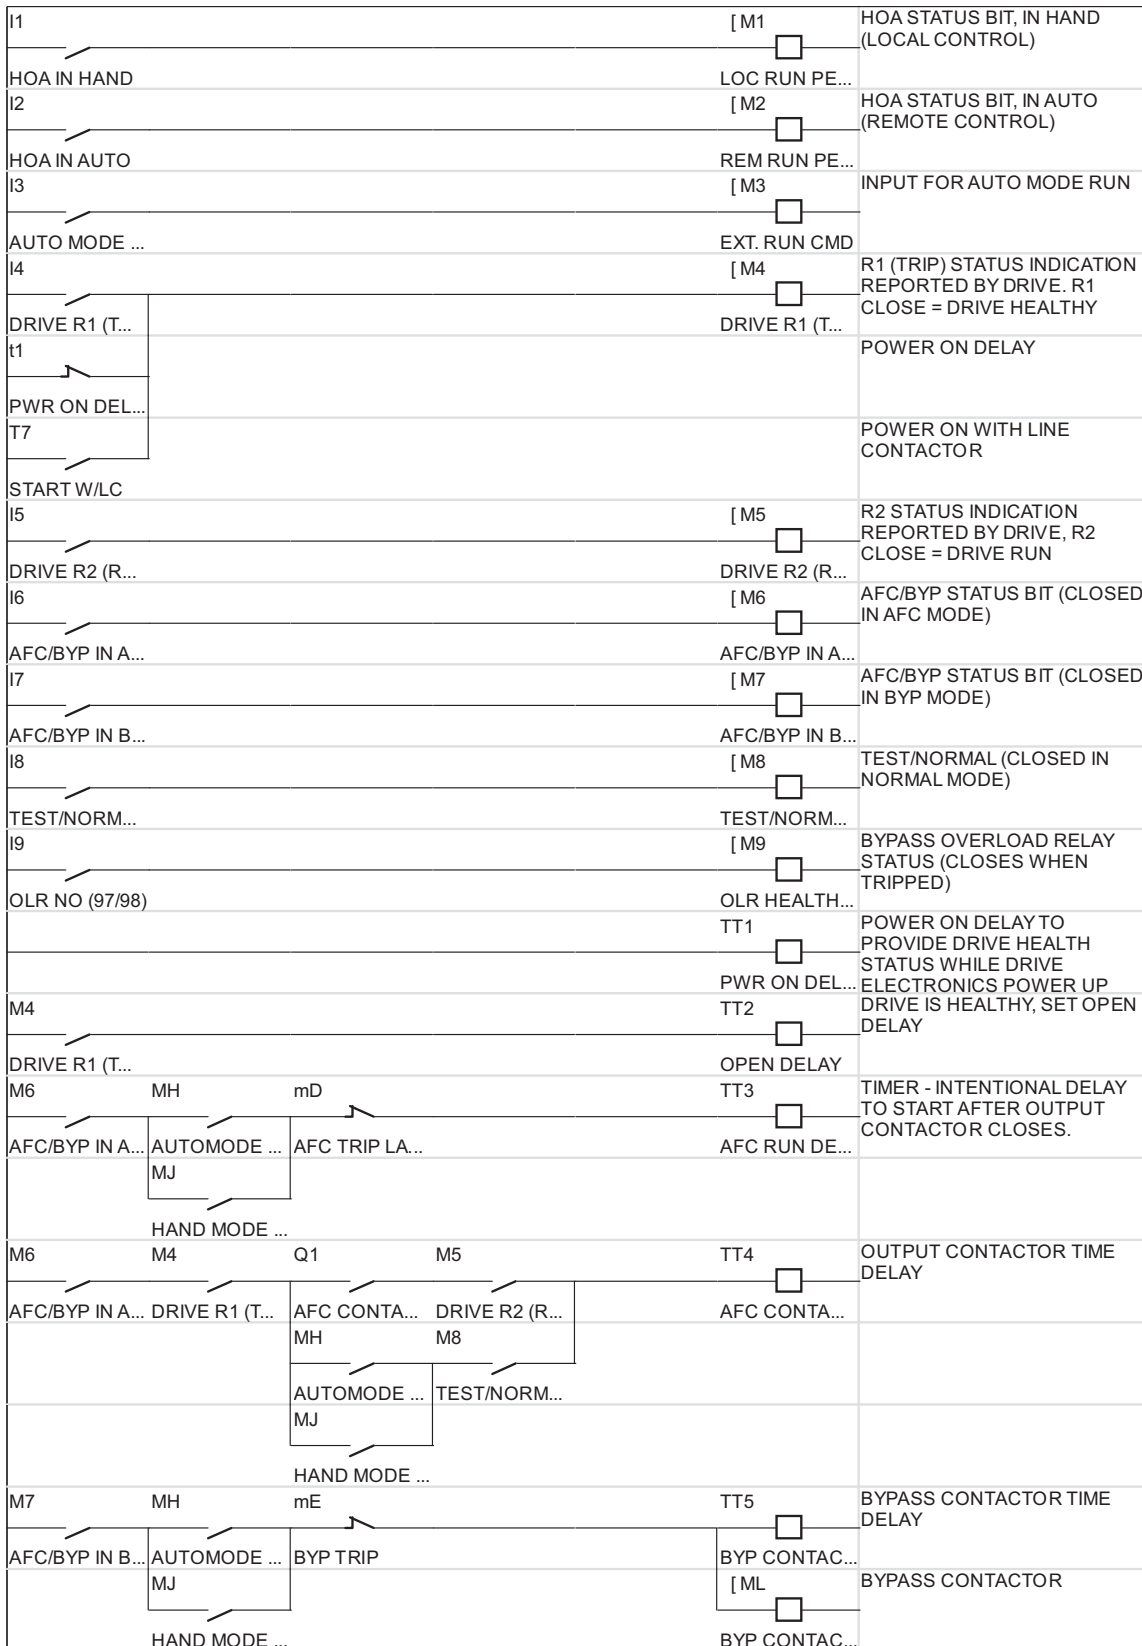 I1
[ M1
HOA STATUS BIT, IN HAND
(LOCAL CONTROL)
HOA IN HAND
LOC RUN PE...
I2
[ M2
HOA STATUS BIT, IN AUTO
(REMOTE CONTROL)
HOA IN AUTO
REM RUN PE...
I3
[ M3
INPUT FOR AUTO MODE RUN
AUTO MODE ...
EXT. RUN CMD
I4
[ M4
R1 (TRIP) STATUS INDICATION
REPORTED BY DRIVE. R1
CLOSE = DRIVE HEALTHY
DRIVE R1 (T...
DRIVE R1 (T...
t1
POWER ON DELAY
PWR ON DEL...
T7
POWER ON WITH LINE
CONTACTOR
START W/LC
I5
[ M5
R2 STATUS INDICATION
REPORTED BY DRIVE, R2
CLOSE = DRIVE RUN
DRIVE R2 (R...
DRIVE R2 (R...
I6
[ M6
AFC/BYP STATUS BIT (CLOSED
IN AFC MODE)
AFC/BYP IN A...
AFC/BYP IN A...
I7
[ M7
AFC/BYP STATUS BIT (CLOSED
IN BYP MODE)
AFC/BYP IN B...
AFC/BYP IN B...
I8
[ M8
TEST/NORMAL (CLOSED IN
NORMAL MODE)
TEST/NORM...
TEST/NORM...
I9
[ M9
BYPASS OVERLOAD RELAY
STATUS (CLOSES WHEN
TRIPPED)
OLR NO (97/98)
OLR HEALTH...
TT1
POWER ON DELAY TO
PROVIDE DRIVE HEALTH
STATUS WHILE DRIVE
ELECTRONICS POWER UP
PWR ON DEL...
M4
TT2
DRIVE IS HEALTHY, SET OPEN
DELAY
DRIVE R1 (T...
OPEN DELAY
M6 MH mD
TT3
TIMER - INTENTIONAL DELAY
TO START AFTER OUTPUT
CONTACTOR CLOSES.
AFC/BYP IN A... AUTOMODE ... AFC TRIP LA...
AFC RUN DE...
MJ
HAND MODE ...
M6 M4 Q1 M5
TT4
OUTPUT CONTACTOR TIME
DELAY
AFC/BYP IN A... DRIVE R1 (T... AFC CONTA... DRIVE R2 (R...
AFC CONTA...
MH M8
AUTOMODE ... TEST/NORM...
MJ
HAND MODE ...
M7 MH mE
TT5
BYPASS CONTACTOR TIME
DELAY
AFC/BYP IN B... AUTOMODE ... BYP TRIP
BYP CONTAC...
MJ
[ ML
BYPASS CONTACTOR
HAND MODE ...
BYP CONTAC...